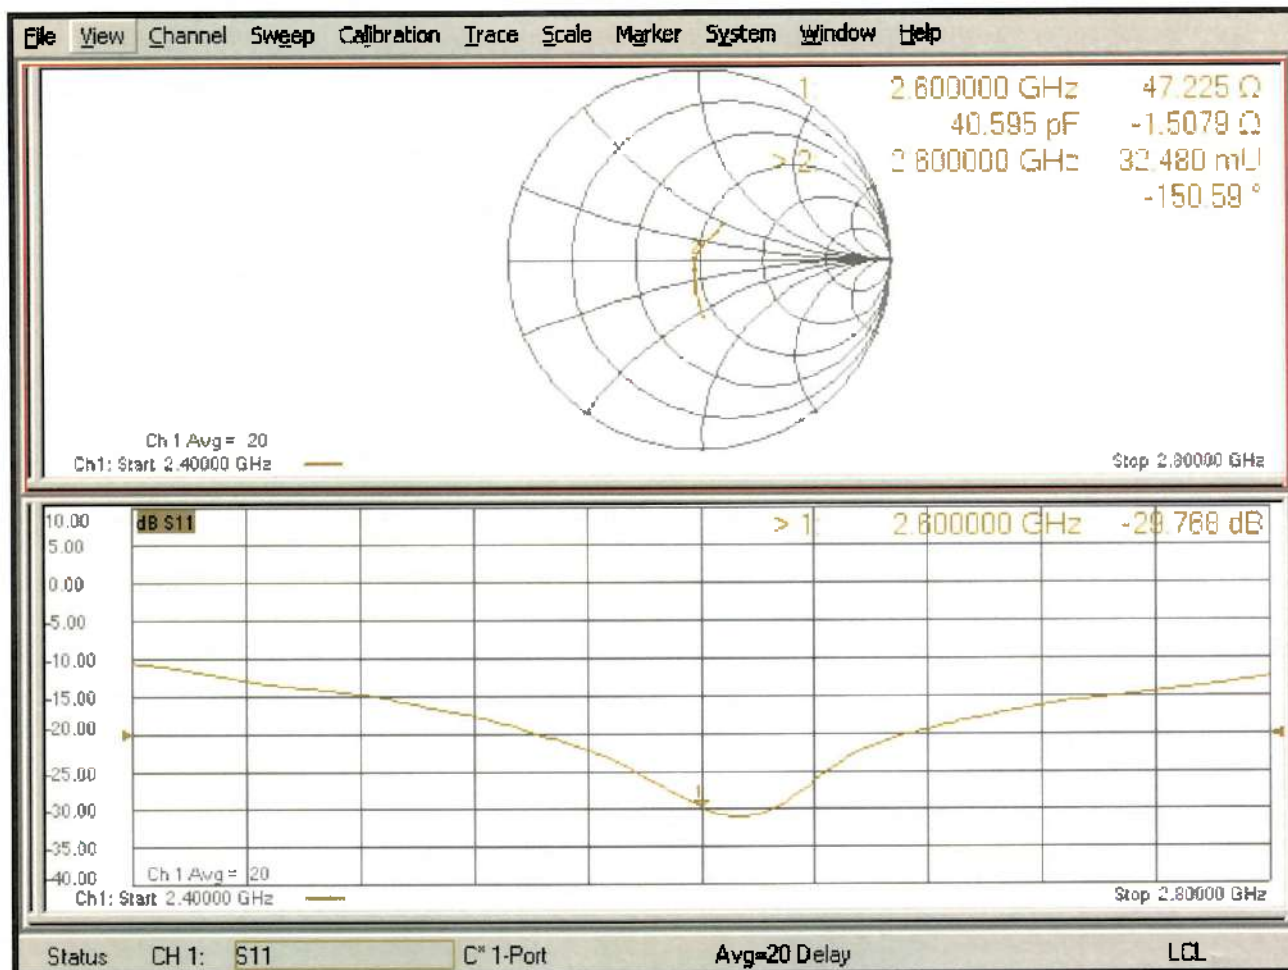 File View Channel Sweep Calibration Trace Scale Marker System Window Help
1: 2.600000 GHz 47.225 Ω
40.595 pF -1.5079 Ω
> 2: 2.600000 GHz 32.480 mU
-150.59 °
Ch 1 Avg = 20
Ch1: Start 2.40000 GHz Stop 2.80000 GHz
10.00 dB S11 > 1: 2.600000 GHz -29.768 dB
5.00
0.00
-5.00
-10.00
-15.00
-20.00
-25.00
1
-30.00
-35.00
-40.00 Ch 1 Avg = 20
Ch1: Start 2.40000 GHz Stop 2.80000 GHz
Status CH 1: S11 C* 1-Port Avg=20 Delay LCL